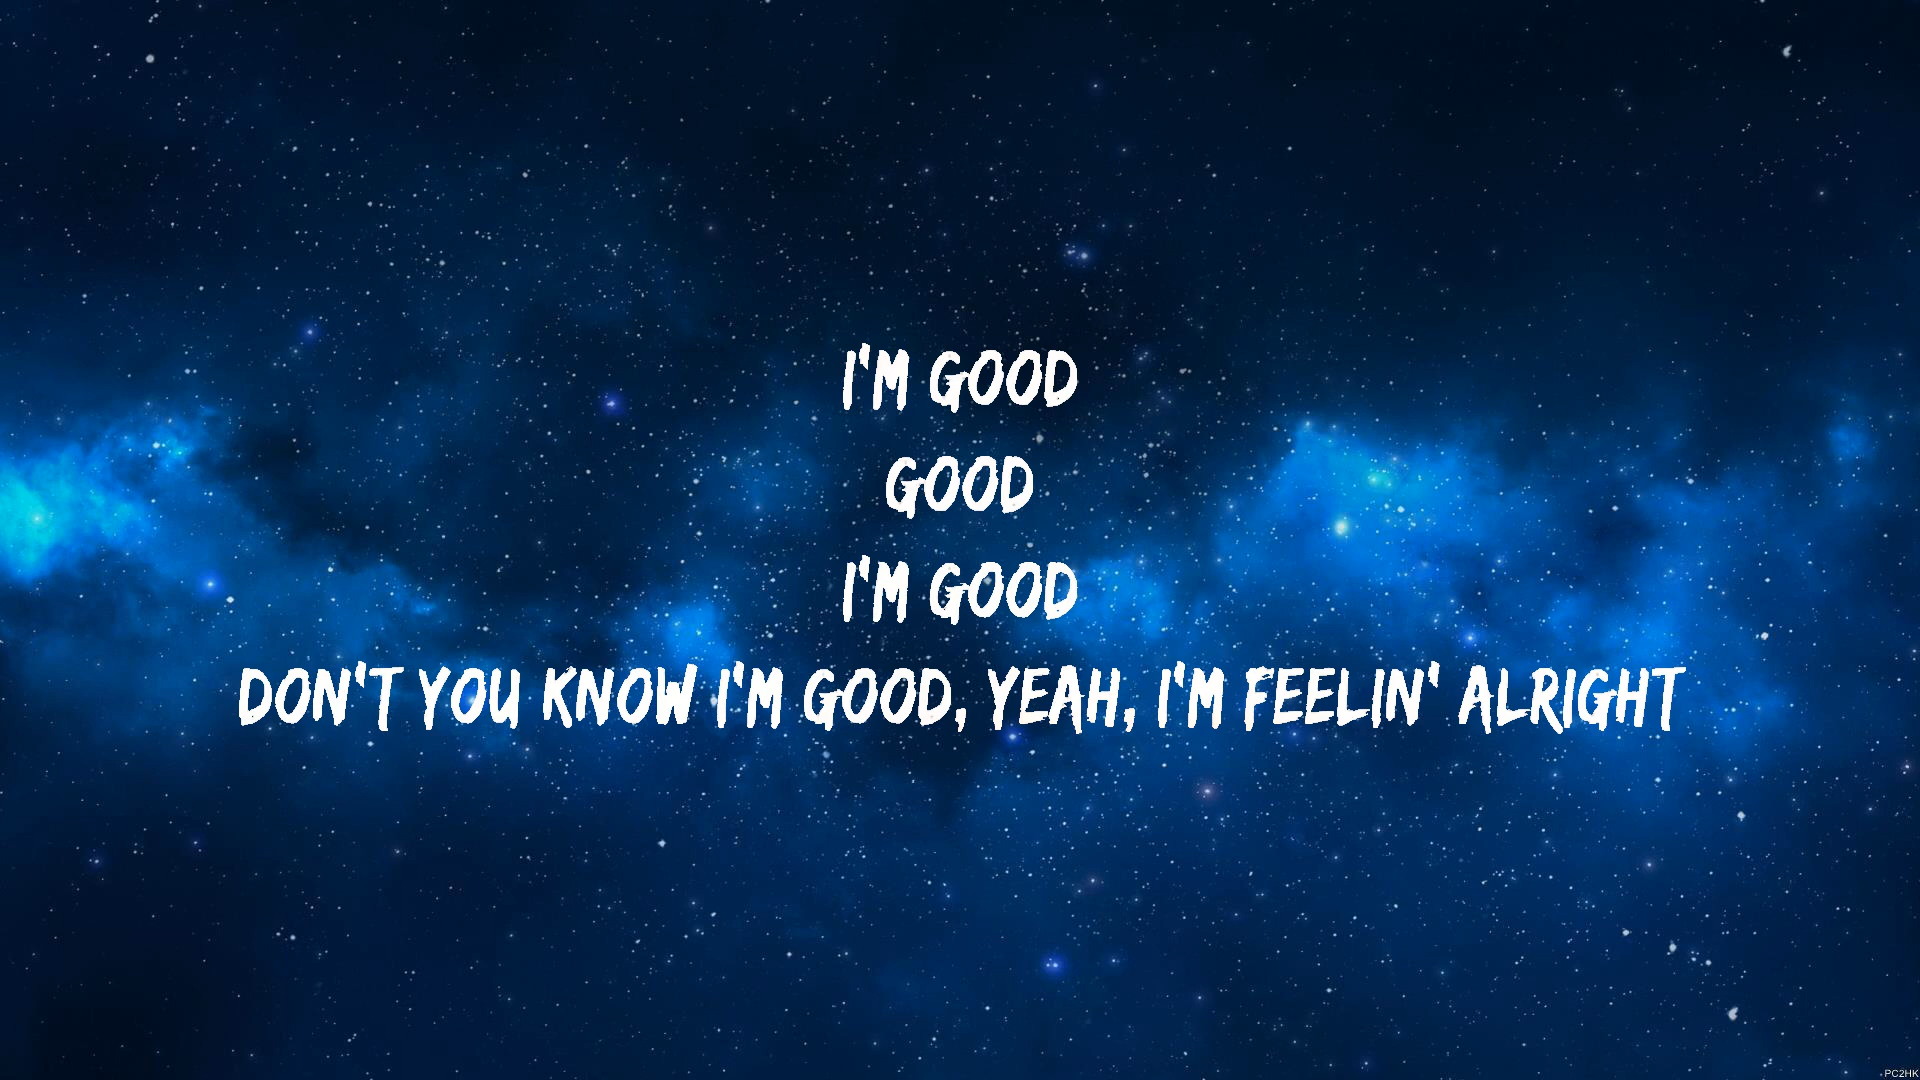 I'M GOOD
GOOD
I'M GOOD
DON'T YOU KNOW I'M GOOD, YEAH, I'M FEELIN' ALRIGHT
PC2HK